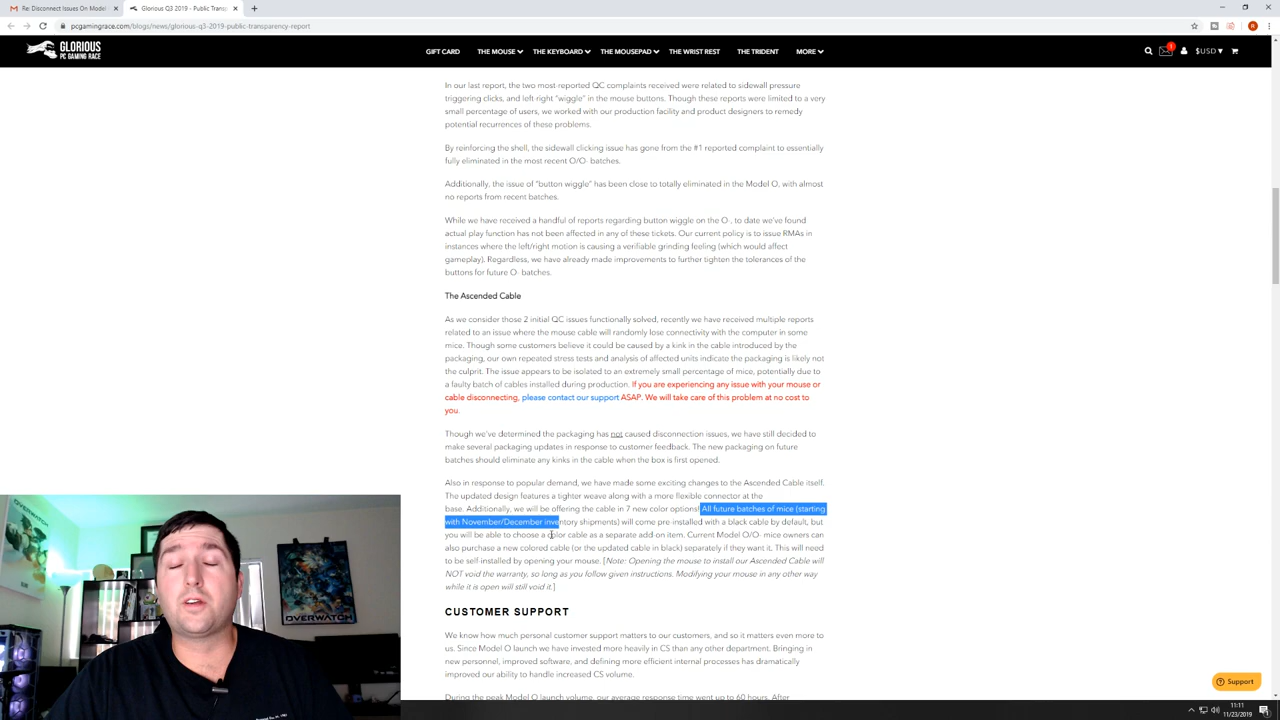 Re: Disconnect Issues On Model
Glorious Q3 2019 - Public Transp
pcgamingrace.com/blogs/news/glorious-q3-2019-public-transparency-report
GLORIOUS
PC GAMING RACE
GIFT CARD THE MOUSE THE KEYBOARD THE MOUSEPAD THE WRIST REST THE TRIDENT MORE
1
$USD
In our last report, the two most reported QC complaints received were related to sidewall pressure
triggering clicks, and left-right "wiggle" in the mouse buttons. Though these reports were limited to a very
small percentage of users, we worked with our production facility and product designers to remedy
potential recurrences of these problems.
By reinforcing the shell, the sidewall clicking issue has gone from the #1 reported complaint to essentially
fully eliminated in the most recent O/O- batches.
Additionally, the issue of "button wiggle" has been close to totally eliminated in the Model O, with almost
no reports from recent batches.
While we have received a handful of reports regarding button wiggle on the O-, to date we've found
actual play function has not been affected in any of these tickets. Our current policy is to issue RMAs in
instances where the left/right motion is causing a verifiable grinding feeling (which would affect
gameplay). Regardless, we have already made improvements to further tighten the tolerances of the
buttons for future O- batches.
The Ascended Cable
As we consider those 2 initial QC issues functionally solved, recently we have received multiple reports
related to an issue where the mouse cable will randomly lose connectivity with the computer in some
mice. Though some customers believe it could be caused by a kink in the cable introduced by the
packaging, our own repeated stress tests and analysis of affected units indicate the packaging is likely not
the culprit. The issue appears to be isolated to an extremely small percentage of mice, potentially due to
a faulty batch of cables installed during production. If you are experiencing any issue with your mouse or
cable disconnecting, please contact our support ASAP. We will take care of this problem at no cost to
you.
Though we've determined the packaging has not caused disconnection issues, we have still decided to
make several packaging updates in response to customer feedback. The new packaging on future
batches should eliminate any kinks in the cable when the box is first opened.
Also in response to popular demand, we have made some exciting changes to the Ascended Cable itself.
The updated design features a tighter weave along with a more flexible connector at the
base. Additionally, we will be offering the cable in 7 new color options! All future batches of mice (starting
with November/December inventory shipments) will come pre-installed with a black cable by default, but
you will be able to choose a color cable as a separate add-on item. Current Model O/O- mice owners can
also purchase a new colored cable (or the updated cable in black) separately if they want it. This will need
to be self-installed by opening your mouse. [Note: Opening the mouse to install our Ascended Cable will
NOT void the warranty, so long as you follow given instructions. Modifying your mouse in any other way
while it is open will still void it.]
CUSTOMER SUPPORT
We know how much personal customer support matters to our customers, and so it matters even more to
us. Since Model O launch we have invested more heavily in CS than any other department. Bringing in
new personnel, improved software, and defining more efficient internal processes has dramatically
improved our ability to handle increased CS volume.
During the peak Model O launch volume, our average response time went up to 60 hours. After
OVERWATCH
Support
11:11
11/23/2019